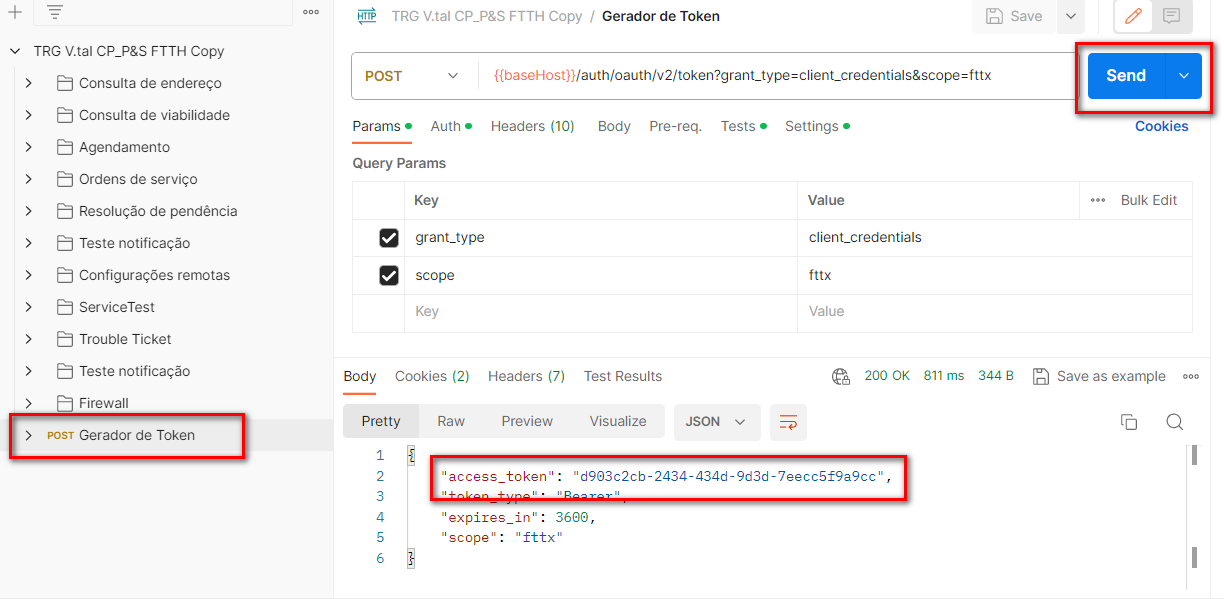 TRG V.tal CP_P&S FTTH Copy
Consulta de endereço
Consulta de viabilidade
Agendamento
Ordens de serviço
Resolução de pendência
Teste notificação
Configurações remotas
ServiceTest
Trouble Ticket
Teste notificação
Firewall
POST Gerador de Token
HTTP TRG V.tal CP_P&S FTTH Copy / Gerador de Token
Save
POST {{baseHost}}/auth/oauth/v2/token?grant_type=client_credentials&scope=fttx
Send
Params Auth Headers (10) Body Pre-req. Tests Settings Cookies
Query Params
Key Value Bulk Edit
grant_type client_credentials
scope fttx
Key Value
Body Cookies (2) Headers (7) Test Results 200 OK 811 ms 344 B Save as example
Pretty Raw Preview Visualize JSON
1 {
2 "access_token": "d903c2cb-2434-434d-9d3d-7eecc5f9a9cc",
3 "token_type": "Bearer",
4 "expires_in": 3600,
5 "scope": "fttx"
6 }